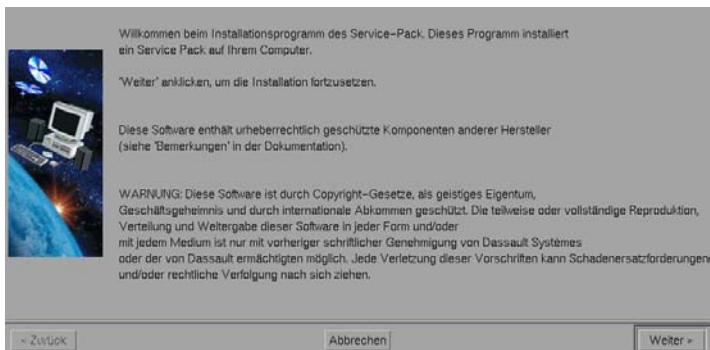 Willkommen beim Installationsprogramm des Service-Pack. Dieses Programm installiert
ein Service Pack auf Ihrem Computer.
'Weiter' anklicken, um die Installation fortzusetzen.
Diese Software enthält urheberrechtlich geschützte Komponenten anderer Hersteller
(siehe 'Bemerkungen' in der Dokumentation).
WARNUNG: Diese Software ist durch Copyright-Gesetze, als geistiges Eigentum,
Geschäftsgeheimnis und durch internationale Abkommen geschützt. Die teilweise oder vollständige Reproduktion,
Verteilung und Weitergabe dieser Software in jeder Form und/oder
mit jedem Medium ist nur mit vorheriger schriftlicher Genehmigung von Dassault Systèmes
oder der von Dassault ermächtigten möglich. Jede Verletzung dieser Vorschriften kann Schadenersatzforderungen
und/oder rechtliche Verfolgung nach sich ziehen.
< Zurück Abbrechen Weiter >